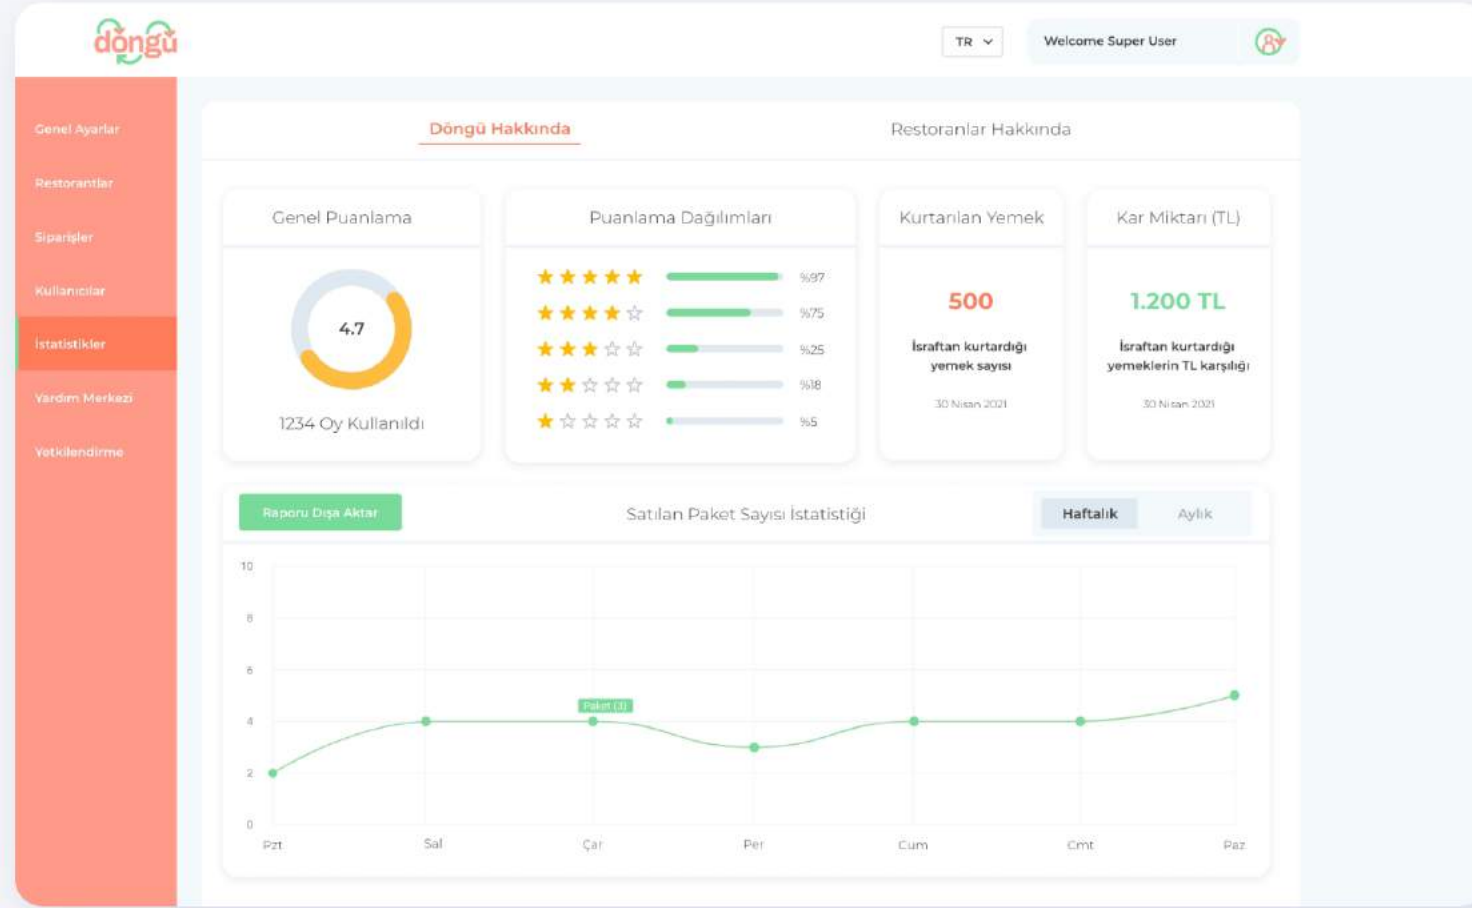 döngü
TR
Welcome Super User
Genel Ayarlar
Restorantlar
Siparişler
Kullanıcılar
İstatistikler
Yardım Merkezi
Yetkilendirme
Döngü Hakkında
Restoranlar Hakkında
Genel Puanlama
4.7
1234 Oy Kullanıldı
Puanlama Dağılımları
%97
%75
%25
%18
%5
Kurtarılan Yemek
500
İsraftan kurtardığı
yemek sayısı
30 Nisan 2021
Kar Miktarı (TL)
1.200 TL
İsraftan kurtardığı
yemeklerin TL karşılığı
30 Nisan 2021
Raporu Dışa Aktar
Satılan Paket Sayısı İstatistiği
Haftalık
Aylık
10
8
6
4
2
0
Paket (3)
Pzt
Sal
Çar
Per
Cum
Cmt
Paz